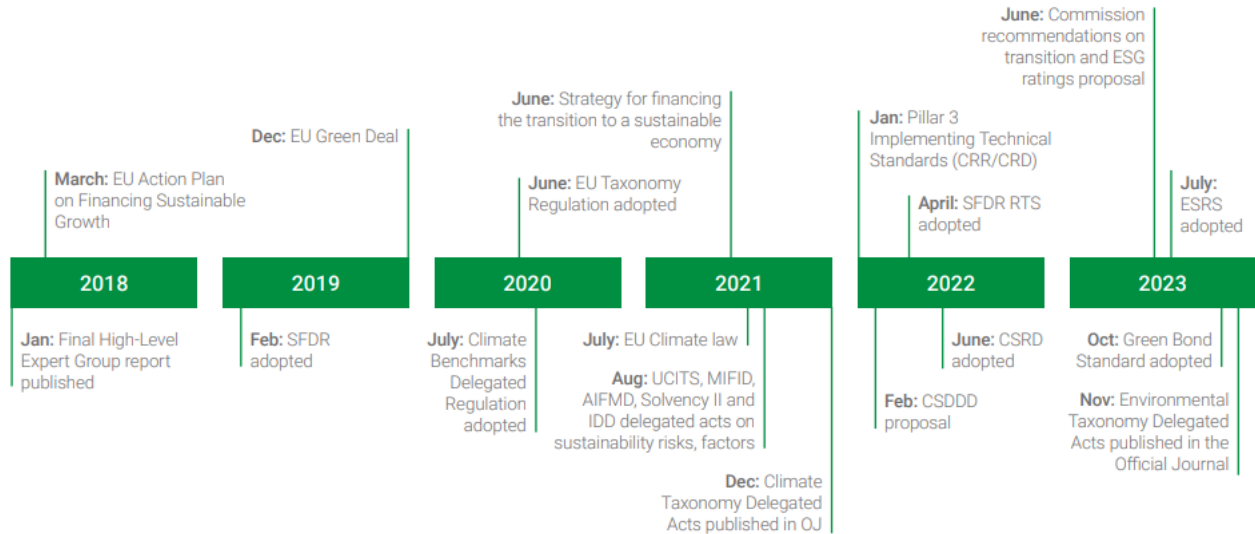 June: Commission
recommendations on
transition and ESG
ratings proposal
June: Strategy for financing
the transition to a sustainable
economy
Jan: Pillar 3
Implementing Technical
Standards (CRR/CRD)
Dec: EU Green Deal
March: EU Action Plan
on Financing Sustainable
Growth
June: EU Taxonomy
Regulation adopted
April: SFDR RTS
adopted
July:
ESRS
adopted
2018
2019
2020
2021
2022
2023
Jan: Final High-Level
Expert Group report
published
Feb: SFDR
adopted
July: Climate
Benchmarks
Delegated
Regulation
adopted
July: EU Climate law
Aug: UCITS, MIFID,
AIFMD, Solvency II and
IDD delegated acts on
sustainability risks, factors
Dec: Climate
Taxonomy Delegated
Acts published in OJ
June: CSRD
adopted
Feb: CSDDD
proposal
Oct: Green Bond
Standard adopted
Nov: Environmental
Taxonomy Delegated
Acts published in the
Official Journal